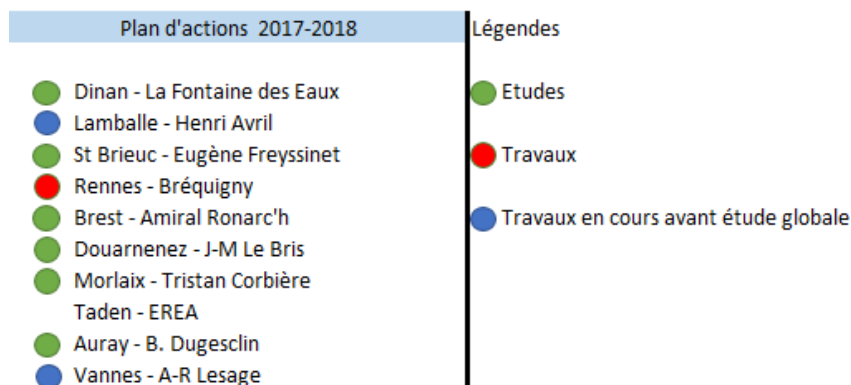 Plan d'actions 2017-2018
Légendes
Dinan - La Fontaine des Eaux
Etudes
Lamballe - Henri Avril
St Brieuc - Eugène Freyssinet
Travaux
Rennes - Bréquigny
Brest - Amiral Ronarc'h
Travaux en cours avant étude globale
Douarnenez - J-M Le Bris
Morlaix - Tristan Corbière
Taden - EREA
Auray - B. Dugesclin
Vannes - A-R Lesage